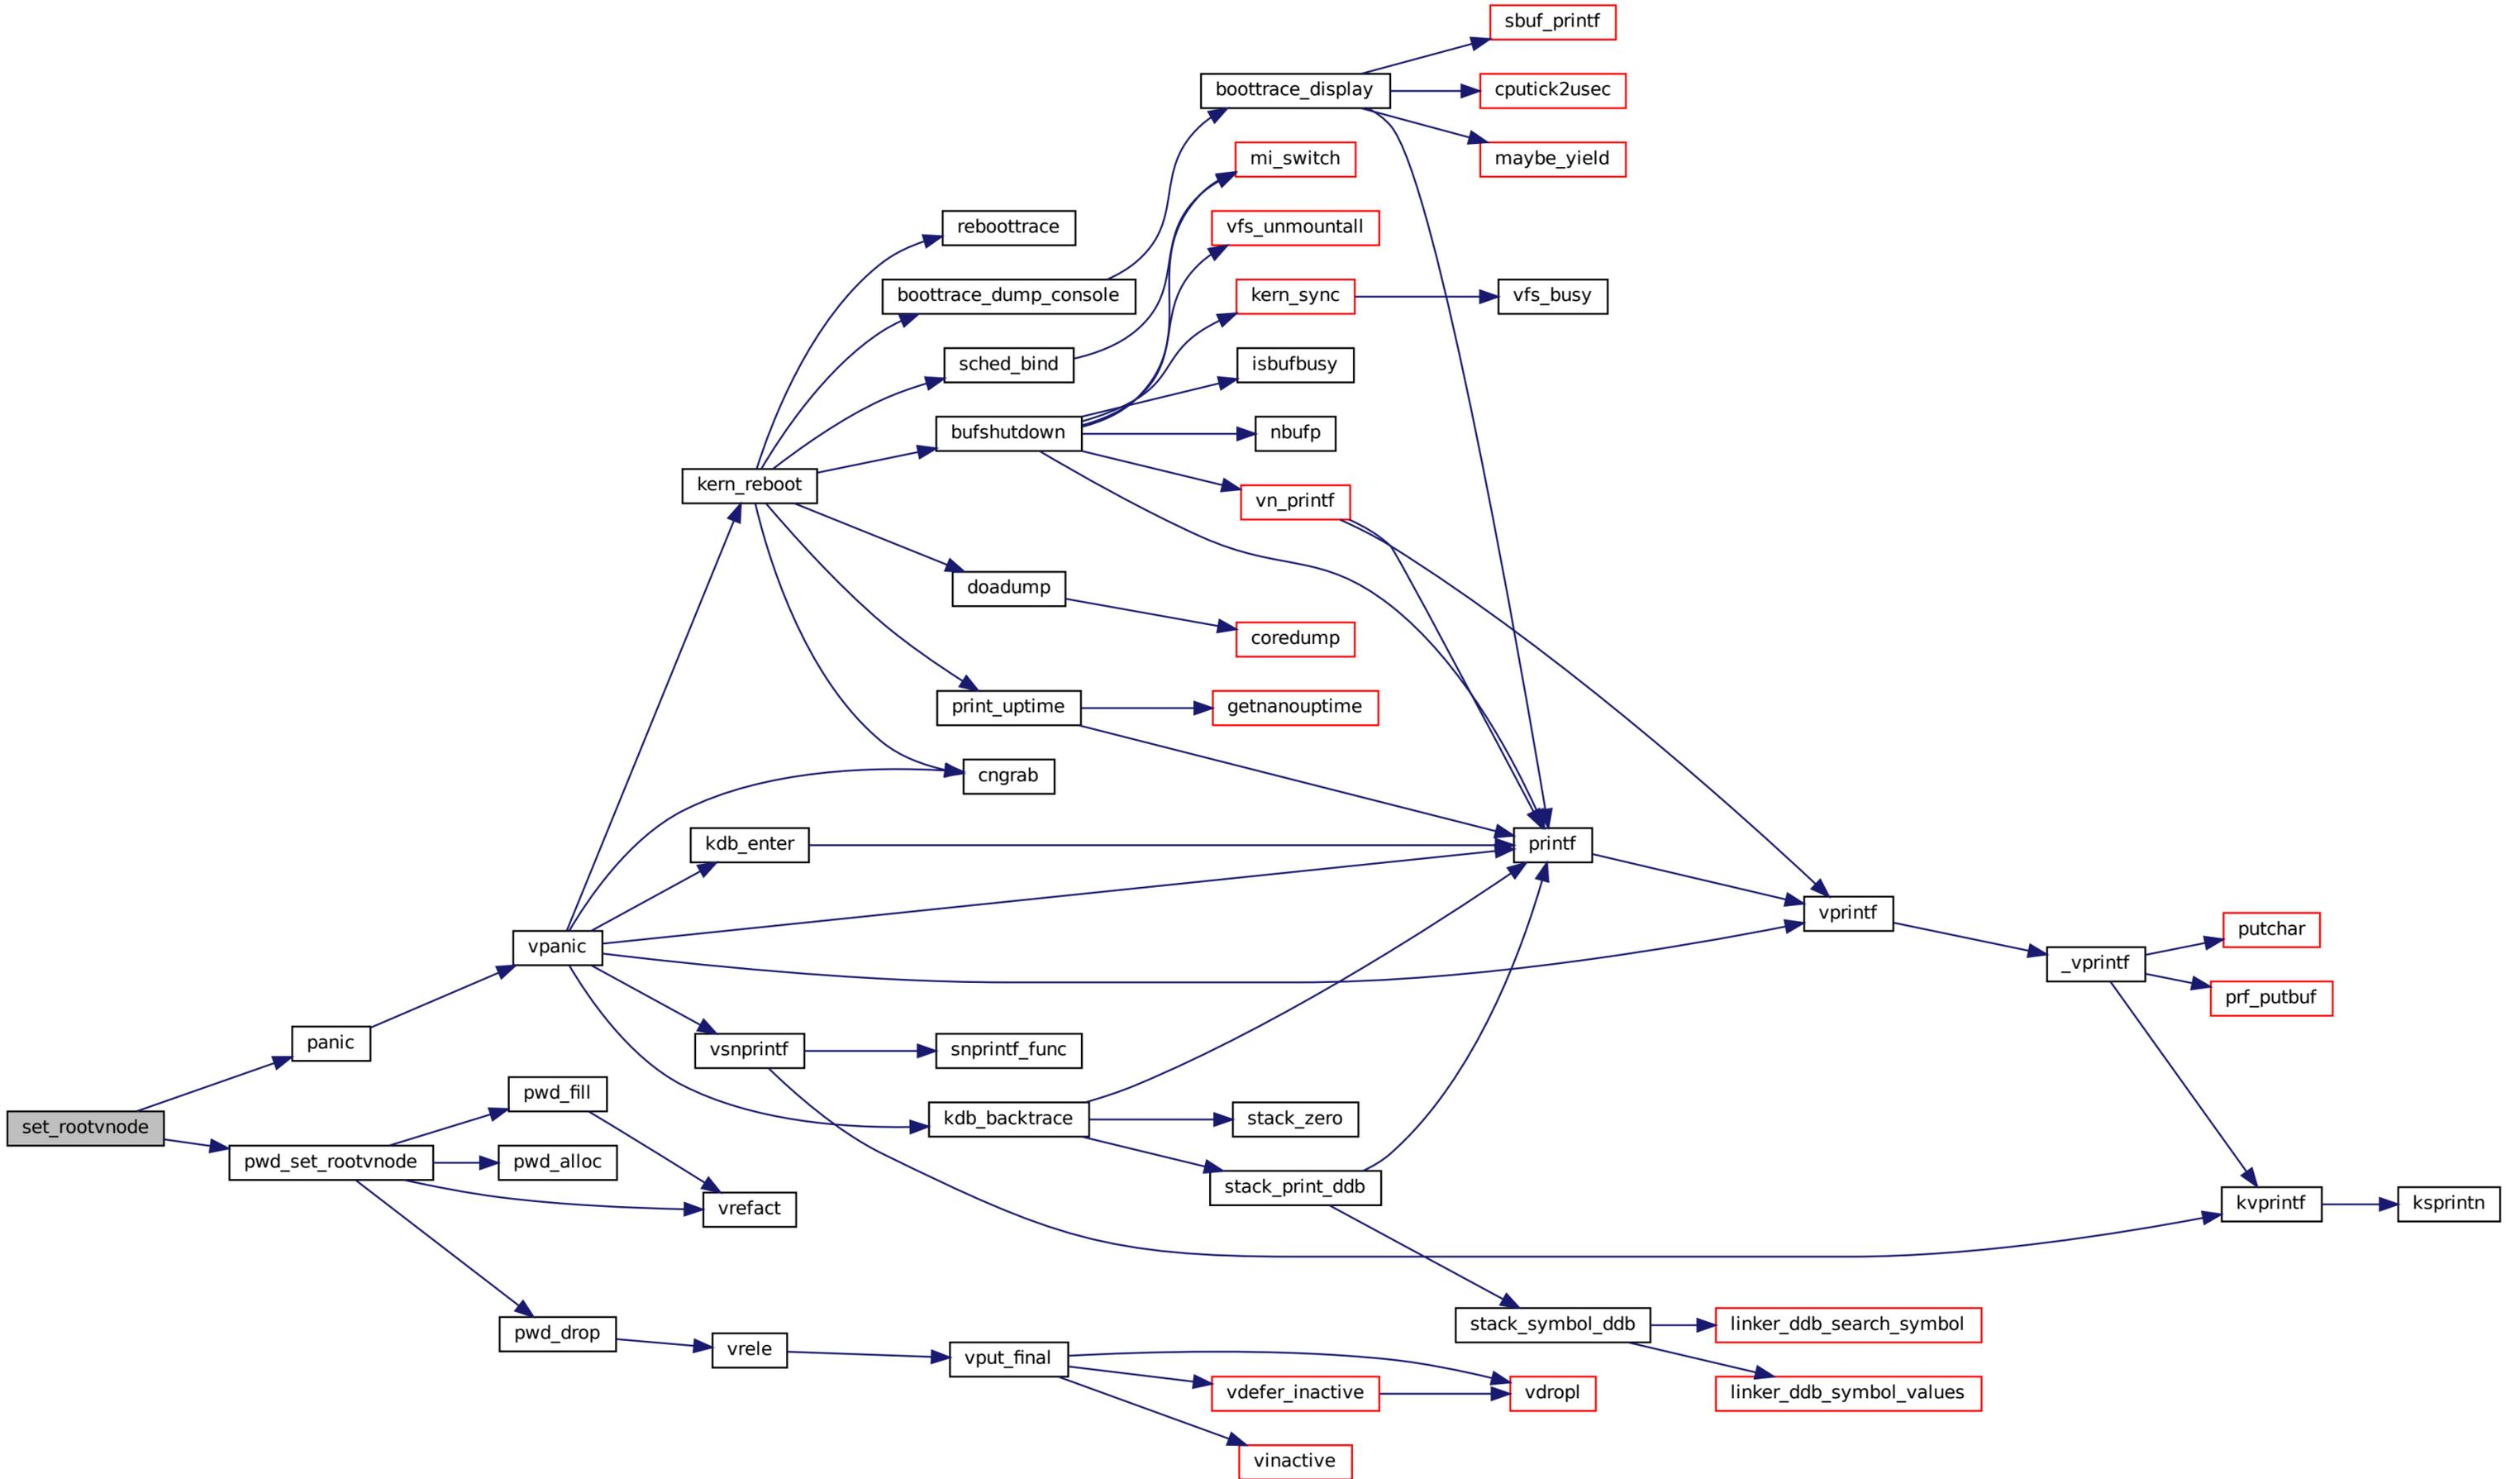 sbuf_printf
boottrace_display
cputick2usec
mi_switch
maybe_yield
reboottrace
vfs_unmountall
boottrace_dump_console
kern_sync
vfs_busy
sched_bind
isbufbusy
bufshutdown
nbufp
kern_reboot
vn_printf
doadump
coredump
print_uptime
getnanouptime
cngrab
kdb_enter
printf
vprintf
putchar
vpanic
_vprintf
prf_putbuf
panic
vsnprintf
snprintf_func
pwd_fill
kdb_backtrace
stack_zero
set_rootvnode
pwd_set_rootvnode
pwd_alloc
stack_print_ddb
vrefact
kvprintf
ksprintn
pwd_drop
stack_symbol_ddb
linker_ddb_search_symbol
vrele
vput_final
vdefer_inactive
vdropl
linker_ddb_symbol_values
vinactive